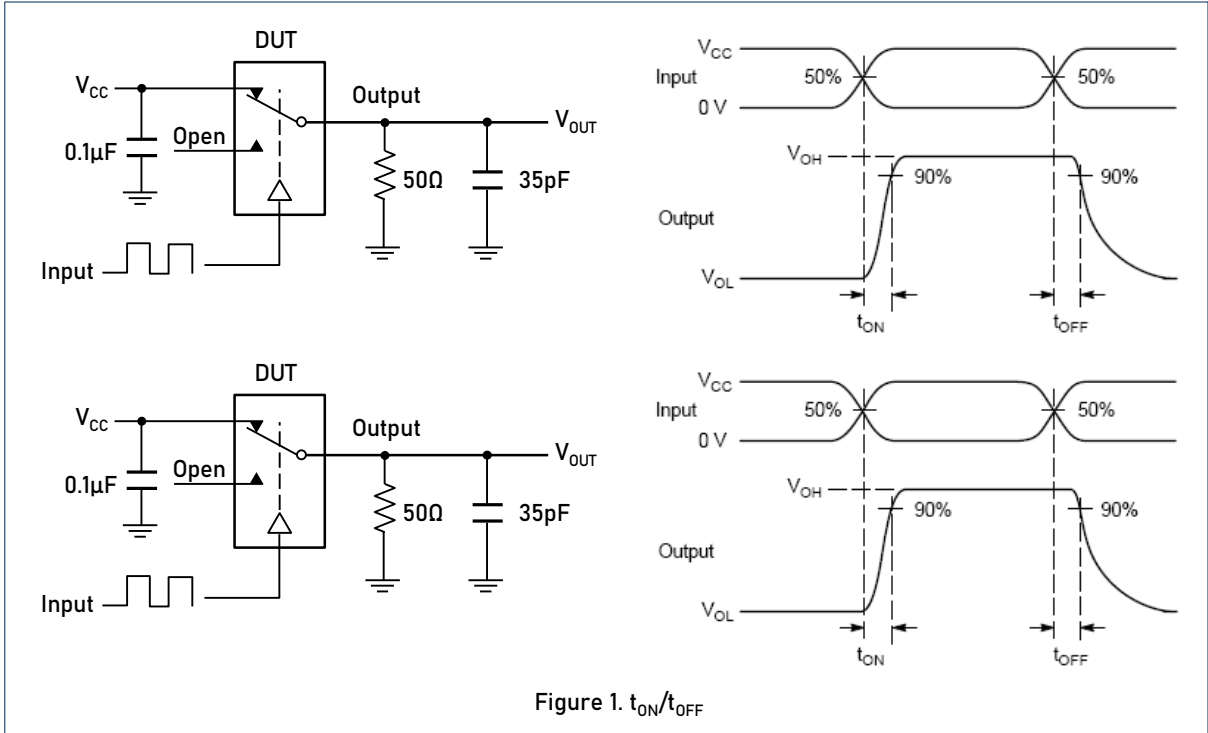 DUT
V_CC
Output
V_OUT
Open
0.1µF
50Ω
35pF
Input
V_CC
Input
50%
50%
0 V
V_OH
90%
90%
Output
V_OL
t_ON
t_OFF
DUT
V_CC
Output
V_OUT
Open
0.1µF
50Ω
35pF
Input
V_CC
Input
50%
50%
0 V
V_OH
90%
90%
Output
V_OL
t_ON
t_OFF
Figure 1. t_ON/t_OFF